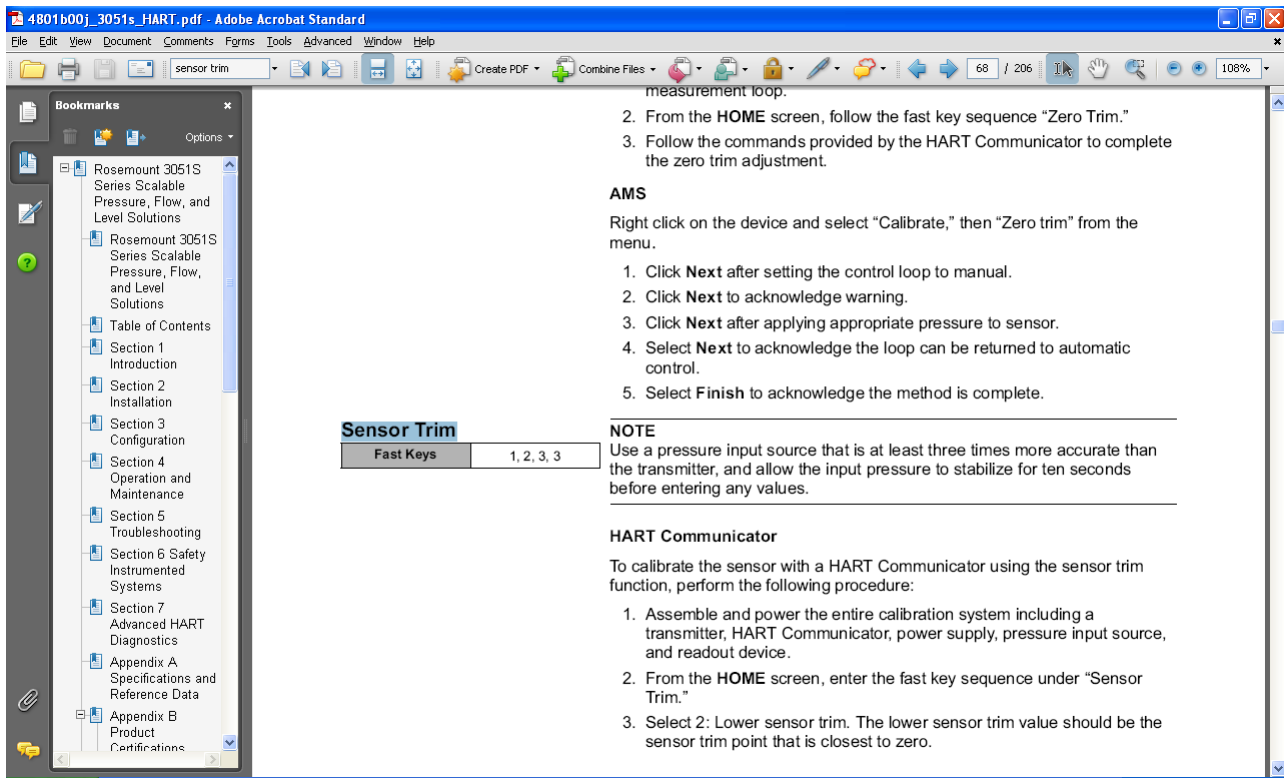 4801b00j_3051s_HART.pdf - Adobe Acrobat Standard
File Edit View Document Comments Forms Tools Advanced Window Help
sensor trim Create PDF Combine Files 68 / 206 108%
Bookmarks
Options
Rosemount 3051S
Series Scalable
Pressure, Flow, and
Level Solutions
Rosemount 3051S
Series Scalable
Pressure, Flow,
and Level
Solutions
Table of Contents
Section 1
Introduction
Section 2
Installation
Section 3
Configuration
Section 4
Operation and
Maintenance
Section 5
Troubleshooting
Section 6 Safety
Instrumented
Systems
Section 7
Advanced HART
Diagnostics
Appendix A
Specifications and
Reference Data
Appendix B
Product
Certifications
measurement loop.
2. From the HOME screen, follow the fast key sequence “Zero Trim.”
3. Follow the commands provided by the HART Communicator to complete
the zero trim adjustment.
AMS
Right click on the device and select “Calibrate,” then “Zero trim” from the
menu.
1. Click Next after setting the control loop to manual.
2. Click Next to acknowledge warning.
3. Click Next after applying appropriate pressure to sensor.
4. Select Next to acknowledge the loop can be returned to automatic
control.
5. Select Finish to acknowledge the method is complete.
Sensor Trim
Fast Keys 1, 2, 3, 3
NOTE
Use a pressure input source that is at least three times more accurate than
the transmitter, and allow the input pressure to stabilize for ten seconds
before entering any values.
HART Communicator
To calibrate the sensor with a HART Communicator using the sensor trim
function, perform the following procedure:
1. Assemble and power the entire calibration system including a
transmitter, HART Communicator, power supply, pressure input source,
and readout device.
2. From the HOME screen, enter the fast key sequence under “Sensor
Trim.”
3. Select 2: Lower sensor trim. The lower sensor trim value should be the
sensor trim point that is closest to zero.